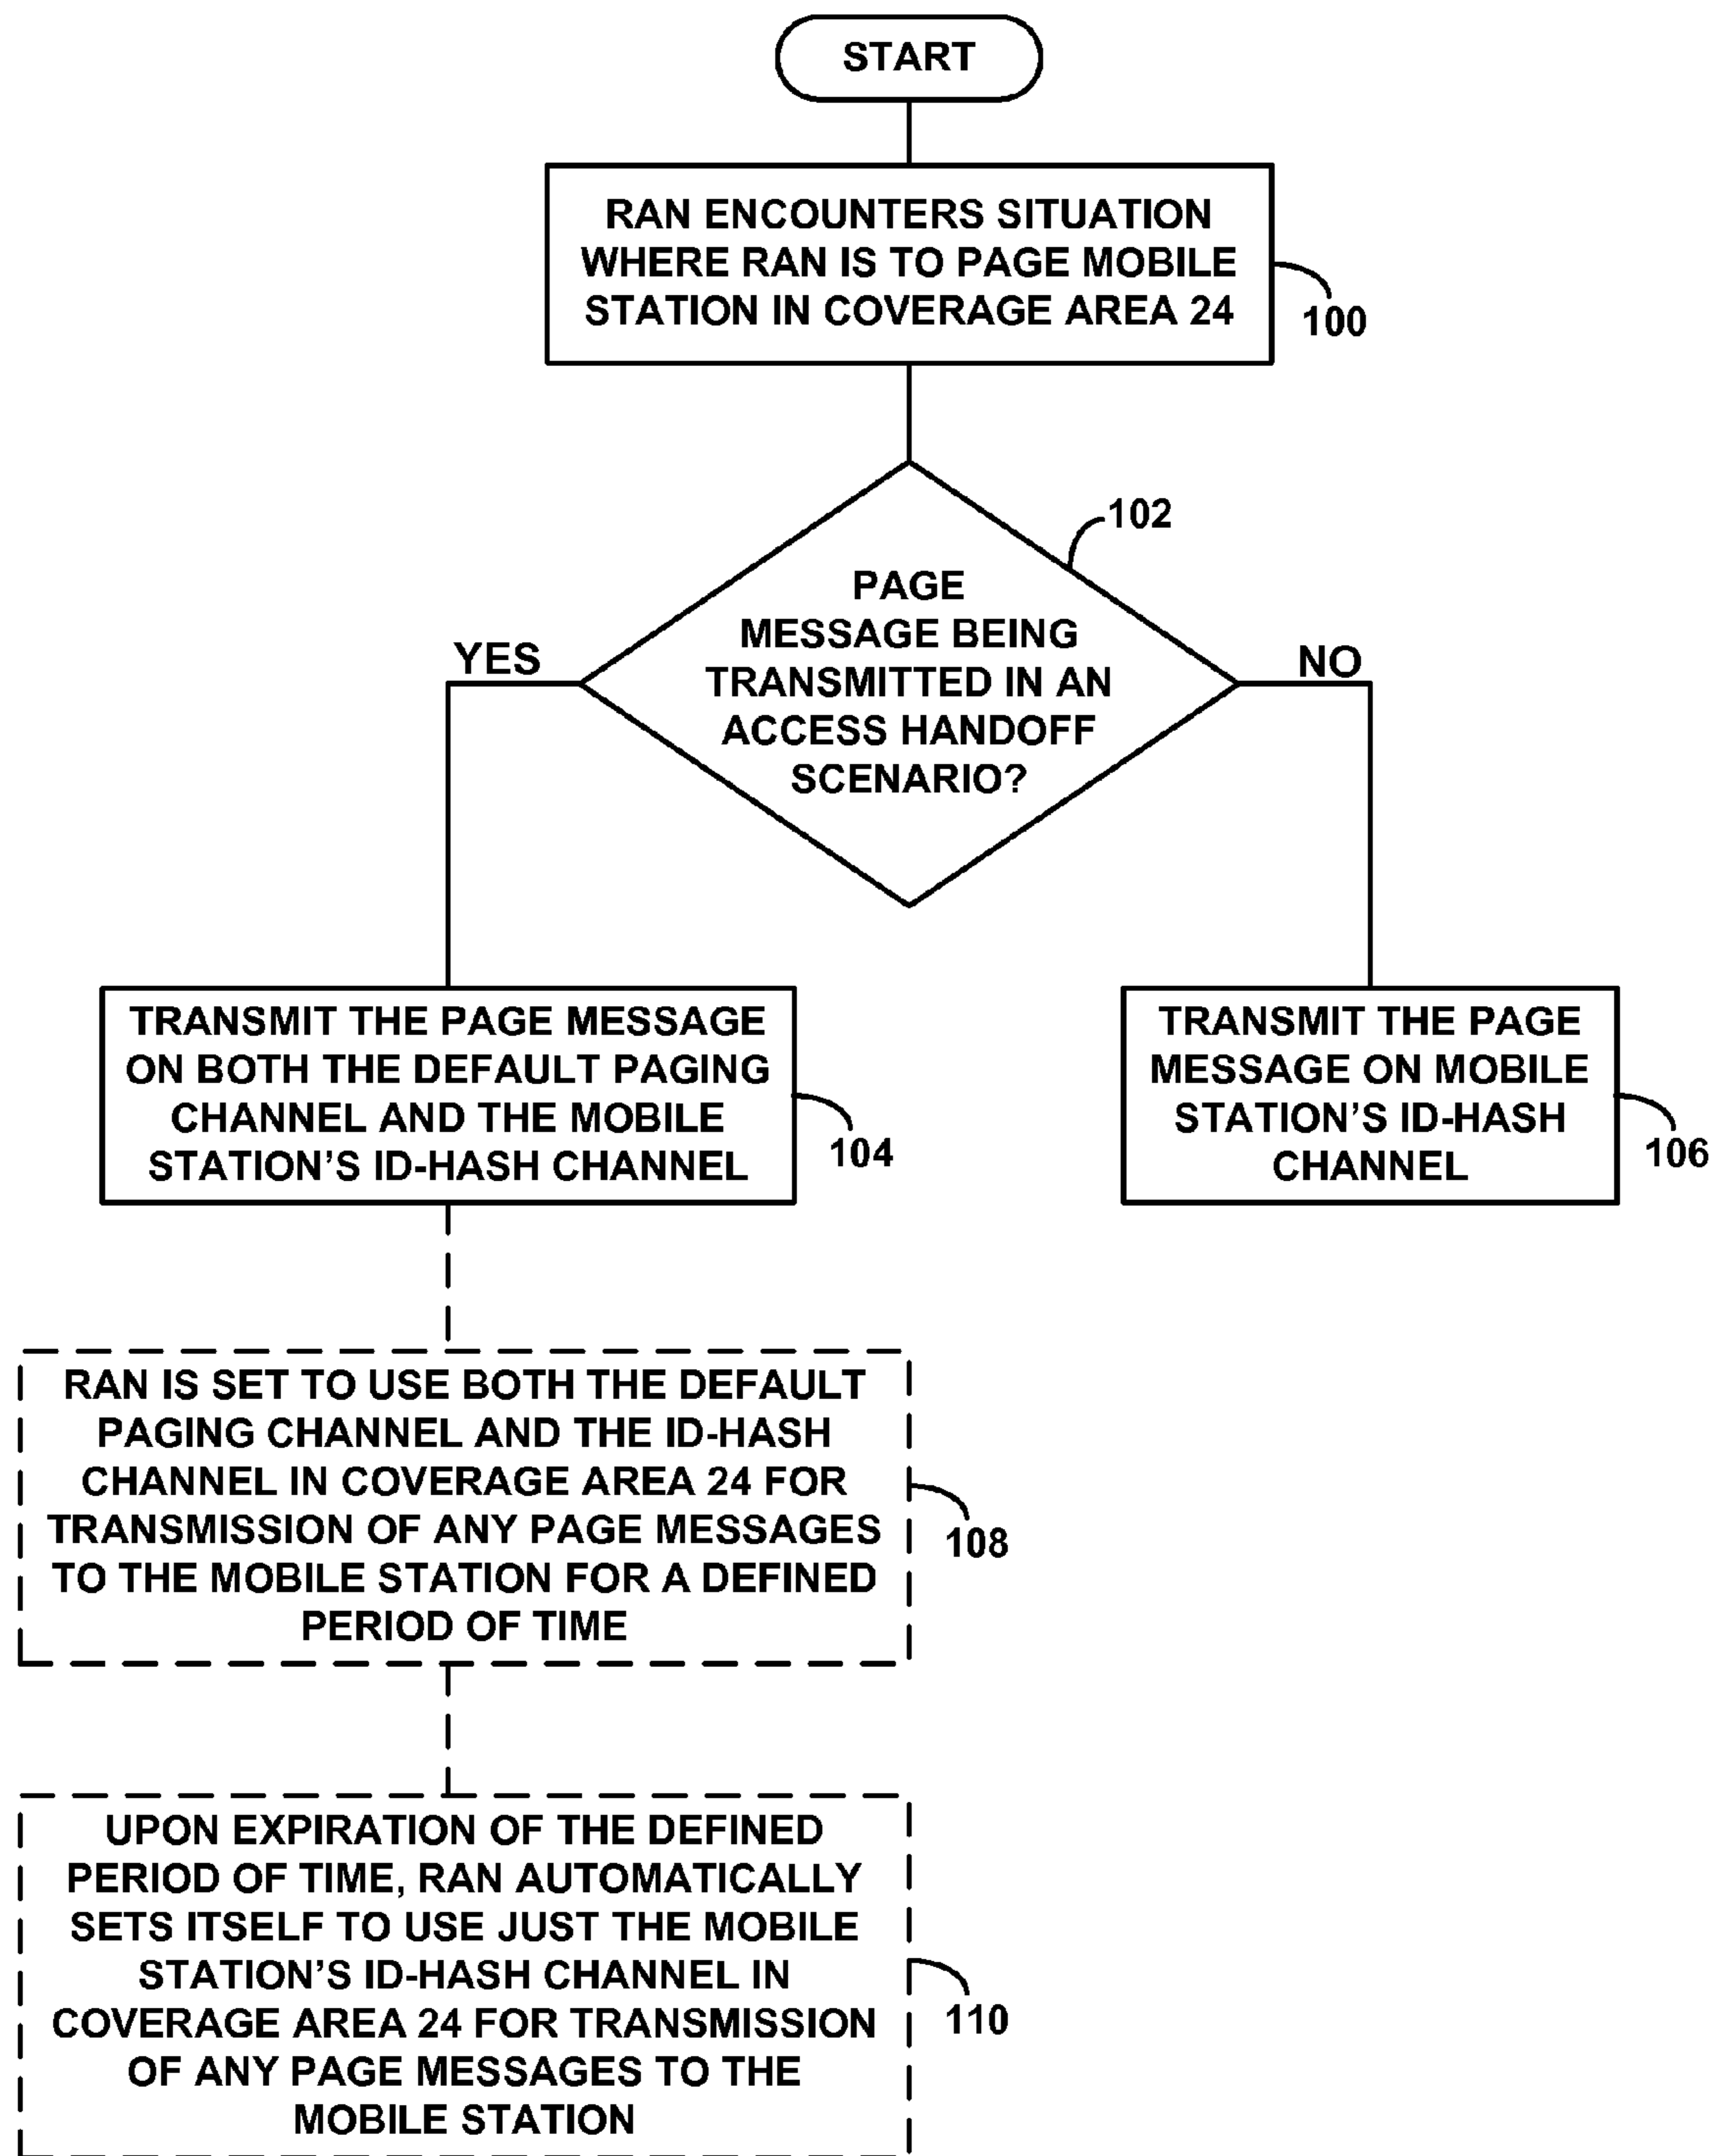 START
RAN ENCOUNTERS SITUATION
WHERE RAN IS TO PAGE MOBILE
STATION IN COVERAGE AREA 24
100
102
PAGE
MESSAGE BEING
TRANSMITTED IN AN
ACCESS HANDOFF
SCENARIO?
YES
NO
TRANSMIT THE PAGE MESSAGE
ON BOTH THE DEFAULT PAGING
CHANNEL AND THE MOBILE
STATION'S ID-HASH CHANNEL
104
TRANSMIT THE PAGE
MESSAGE ON MOBILE
STATION'S ID-HASH
CHANNEL
106
RAN IS SET TO USE BOTH THE DEFAULT
PAGING CHANNEL AND THE ID-HASH
CHANNEL IN COVERAGE AREA 24 FOR
TRANSMISSION OF ANY PAGE MESSAGES
TO THE MOBILE STATION FOR A DEFINED
PERIOD OF TIME
108
UPON EXPIRATION OF THE DEFINED
PERIOD OF TIME, RAN AUTOMATICALLY
SETS ITSELF TO USE JUST THE MOBILE
STATION'S ID-HASH CHANNEL IN
COVERAGE AREA 24 FOR TRANSMISSION
OF ANY PAGE MESSAGES TO THE
MOBILE STATION
110